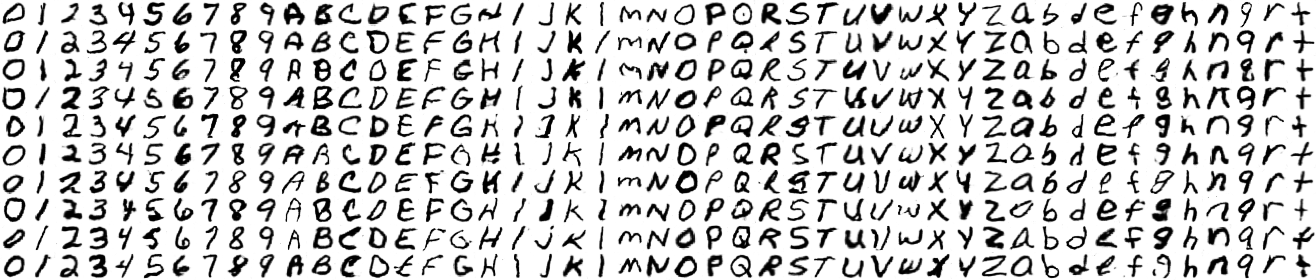 0 1 2 3 4 5 6 7 8 9 A B C D E F G H I J K l m N O P Q R S T U V W X Y Z a b d e f g h n q r t
0 1 2 3 4 5 6 7 8 9 A B C D E F G H I J K l m N O P Q R S T U V W X Y Z a b d e f g h n q r t
0 1 2 3 4 5 6 7 8 9 A B C D E F G H I J K l m N O P Q R S T U V W X Y Z a b d e f g h n q r t
0 1 2 3 4 5 6 7 8 9 A B C D E F G H I J K l m N O P Q R S T U V W X Y Z a b d e f g h n q r t
0 1 2 3 4 5 6 7 8 9 A B C D E F G H I J K l m N O P Q R S T U V W X Y Z a b d e f g h n q r t
0 1 2 3 4 5 6 7 8 9 A A C D E F G H I J K l m N O P Q R S T U V W X Y Z a b d e f g h n q r t
0 1 2 3 4 5 6 7 8 9 A B C D E F G H I J K l m N O P Q R S T U V W X Y Z a b d e f g h n q r t
0 1 2 3 4 5 6 7 8 9 A B C D E F G H I J K l m N O P Q R S T U V W X Y Z a b d e f g h n q r t
0 1 2 3 4 5 6 7 8 9 A B C D E F G H I J K l m N O P Q R S T U V W X Y Z a b d e f g h n q r t
0 1 2 3 4 5 6 7 8 9 A B C D E F G H I J K l m N O P Q R S T U V W X Y Z a b d e f g h n q r t